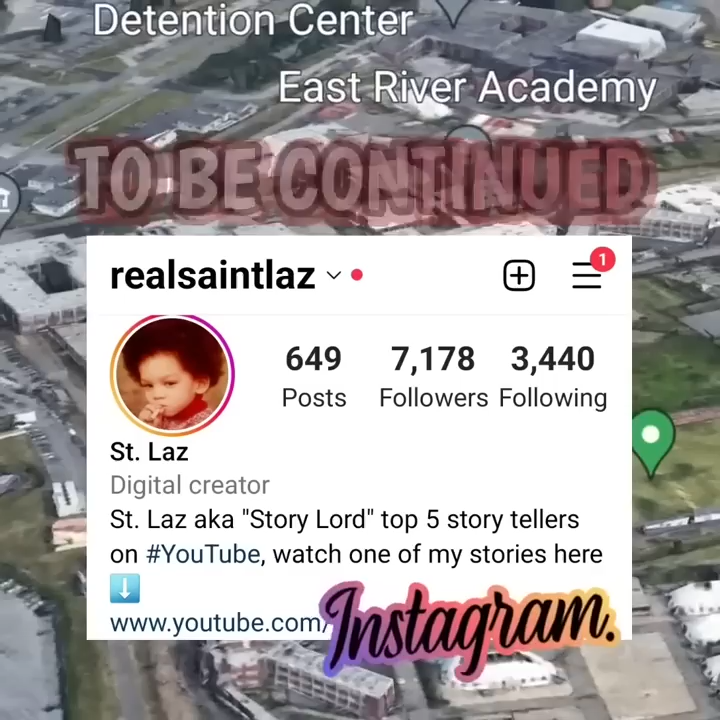 Detention Center
East River Academy
TO BE CONTINUED
realsaintlaz
1
649 7,178 3,440
Posts Followers Following
St. Laz
Digital creator
St. Laz aka "Story Lord" top 5 story tellers
on #YouTube, watch one of my stories here
⬇️
www.youtube.com/
Instagram.